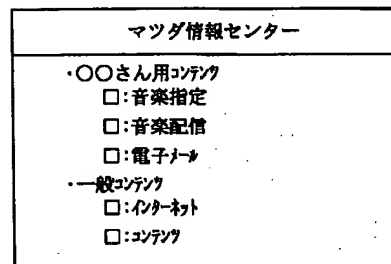 マツダ情報センター
・〇〇さん用コンテンツ
□:音楽指定
□:音楽配信
□:電子メール
・一般コンテンツ
□:インターネット
□:コンテンツ